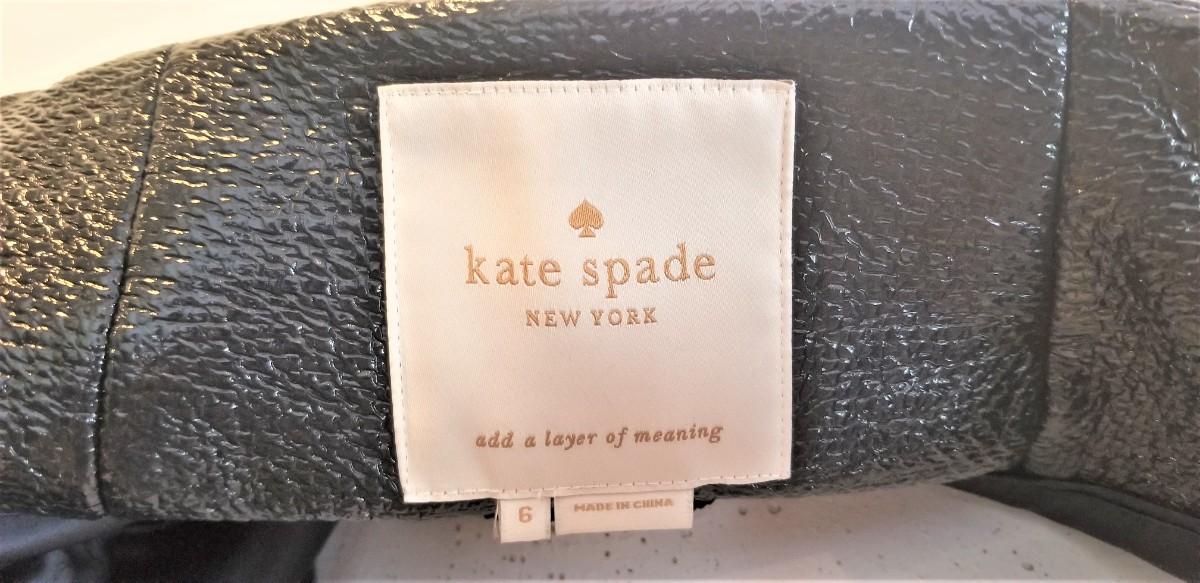 kate spade
NEW YORK
add a layer of meaning
6
MADE IN CHINA